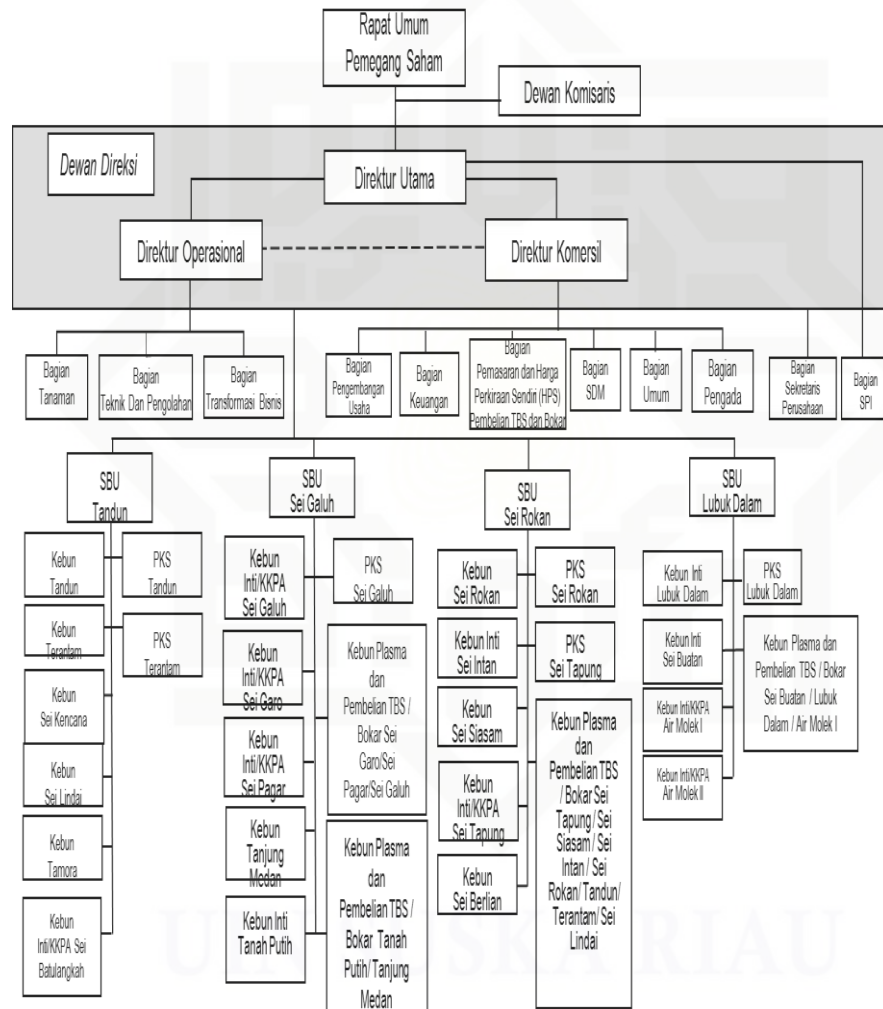 Rapat Umum
Pemegang Saham
Dewan Komisaris
Dewan Direksi
Direktur Utama
Direktur Operasional
Direktur Komersil
Bagian
Tanaman
Bagian
Teknik Dan Pengolahan
Bagian
Transformasi Bisnis
Bagian
Pengembangan
Usaha
Bagian
Keuangan
Bagian
Pemasaran dan Harga
Perkiraan Sendiri (HPS)
Pembelian TBS dan Bokar
Bagian
SDM
Bagian
Umum
Bagian
Pengada
Bagian
Sekretaris
Perusahaan
Bagian
SPI
SBU
Tandun
Kebun
Tandun
PKS
Tandun
Kebun
Terantam
PKS
Terantam
Kebun
Sei Kencana
Kebun
Sei Lindai
Kebun
Tamora
Kebun
Inti/KKPA Sei
Batulangkah
SBU
Sei Galuh
Kebun
Inti/KKPA
Sei Galuh
PKS
Sei Galuh
Kebun
Inti/KKPA
Sei Garo
Kebun Plasma
dan
Pembelian TBS /
Bokar Sei
Garo/Sei
Pagar/Sei Galuh
Kebun
Inti/KKPA
Sei Pagar
Kebun
Tanjung
Medan
Kebun Inti
Tanah Putih
Kebun Plasma
dan
Pembelian TBS /
Bokar Tanah
Putih/Tanjung
Medan
SBU
Sei Rokan
Kebun
Sei Rokan
PKS
Sei Rokan
Kebun Inti
Sei Intan
PKS
Sei Tapung
Kebun
Sei Siasam
Kebun
Inti/KKPA
Sei Tapung
Kebun
Sei Berlian
Kebun Plasma
dan
Pembelian TBS
/ Bokar Sei
Tapung / Sei
Siasam / Sei
Intan / Sei
Rokan/ Tandun/
Terantam/ Sei
Lindai
SBU
Lubuk Dalam
Kebun Inti
Lubuk Dalam
PKS
Lubuk Dalam
Kebun Inti
Sei Buatan
Kebun Plasma dan
Pembelian TBS / Bokar
Sei Buatan / Lubuk
Dalam / Air Molek I
Kebun Inti/KKPA
Air Molek I
Kebun Inti/KKPA
Air Molek II
UIN SUSKA RIAU